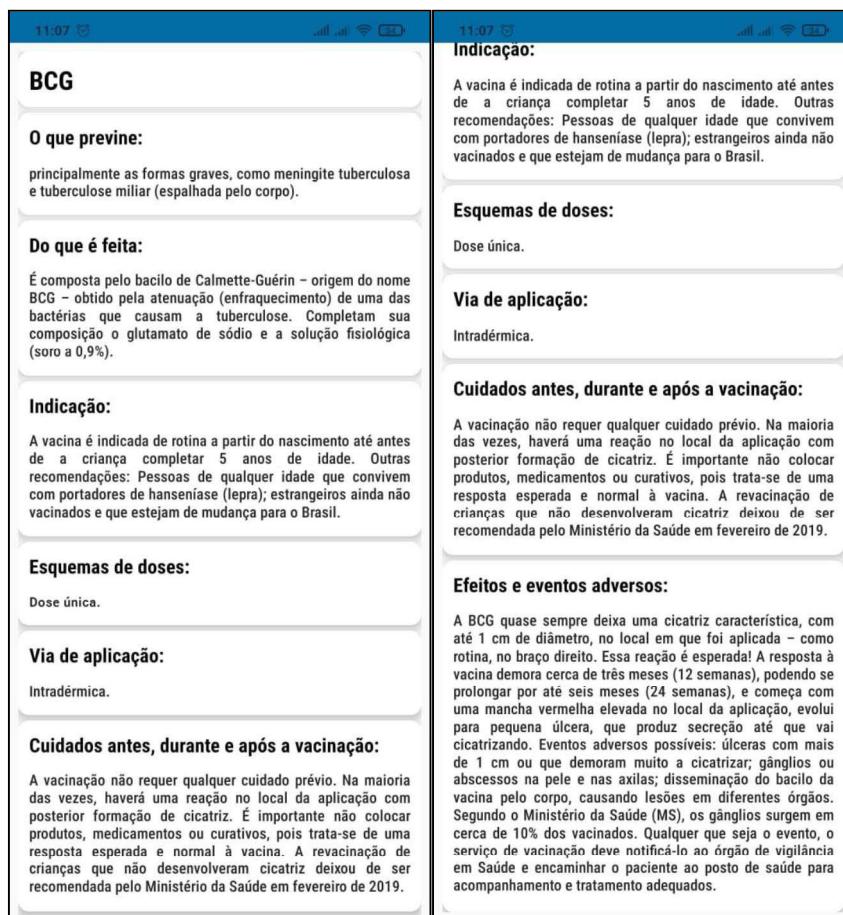 11:07
34
BCG
O que previne:
principalmente as formas graves, como meningite tuberculosa
e tuberculose miliar (espalhada pelo corpo).
Do que é feita:
É composta pelo bacilo de Calmette-Guérin – origem do nome
BCG – obtido pela atenuação (enfraquecimento) de uma das
bactérias que causam a tuberculose. Completam sua
composição o glutamato de sódio e a solução fisiológica
(soro a 0,9%).
Indicação:
A vacina é indicada de rotina a partir do nascimento até antes
de a criança completar 5 anos de idade. Outras
recomendações: Pessoas de qualquer idade que convivem
com portadores de hanseníase (lepra); estrangeiros ainda não
vacinados e que estejam de mudança para o Brasil.
Esquemas de doses:
Dose única.
Via de aplicação:
Intradérmica.
Cuidados antes, durante e após a vacinação:
A vacinação não requer qualquer cuidado prévio. Na maioria
das vezes, haverá uma reação no local da aplicação com
posterior formação de cicatriz. É importante não colocar
produtos, medicamentos ou curativos, pois trata-se de uma
resposta esperada e normal à vacina. A revacinação de
crianças que não desenvolveram cicatriz deixou de ser
recomendada pelo Ministério da Saúde em fevereiro de 2019.
11:07
34
Indicação:
A vacina é indicada de rotina a partir do nascimento até antes
de a criança completar 5 anos de idade. Outras
recomendações: Pessoas de qualquer idade que convivem
com portadores de hanseníase (lepra); estrangeiros ainda não
vacinados e que estejam de mudança para o Brasil.
Esquemas de doses:
Dose única.
Via de aplicação:
Intradérmica.
Cuidados antes, durante e após a vacinação:
A vacinação não requer qualquer cuidado prévio. Na maioria
das vezes, haverá uma reação no local da aplicação com
posterior formação de cicatriz. É importante não colocar
produtos, medicamentos ou curativos, pois trata-se de uma
resposta esperada e normal à vacina. A revacinação de
crianças que não desenvolveram cicatriz deixou de ser
recomendada pelo Ministério da Saúde em fevereiro de 2019.
Efeitos e eventos adversos:
A BCG quase sempre deixa uma cicatriz característica, com
até 1 cm de diâmetro, no local em que foi aplicada – como
rotina, no braço direito. Essa reação é esperada! A resposta à
vacina demora cerca de três meses (12 semanas), podendo se
prolongar por até seis meses (24 semanas), e começa com
uma mancha vermelha elevada no local da aplicação, evolui
para pequena úlcera, que produz secreção até que vai
cicatrizando. Eventos adversos possíveis: úlceras com mais
de 1 cm ou que demoram muito a cicatrizar; gânglios ou
abscessos na pele e nas axilas; disseminação do bacilo da
vacina pelo corpo, causando lesões em diferentes órgãos.
Segundo o Ministério da Saúde (MS), os gânglios surgem em
cerca de 10% dos vacinados. Qualquer que seja o evento, o
serviço de vacinação deve notificá-lo ao órgão de vigilância
em Saúde e encaminhar o paciente ao posto de saúde para
acompanhamento e tratamento adequados.